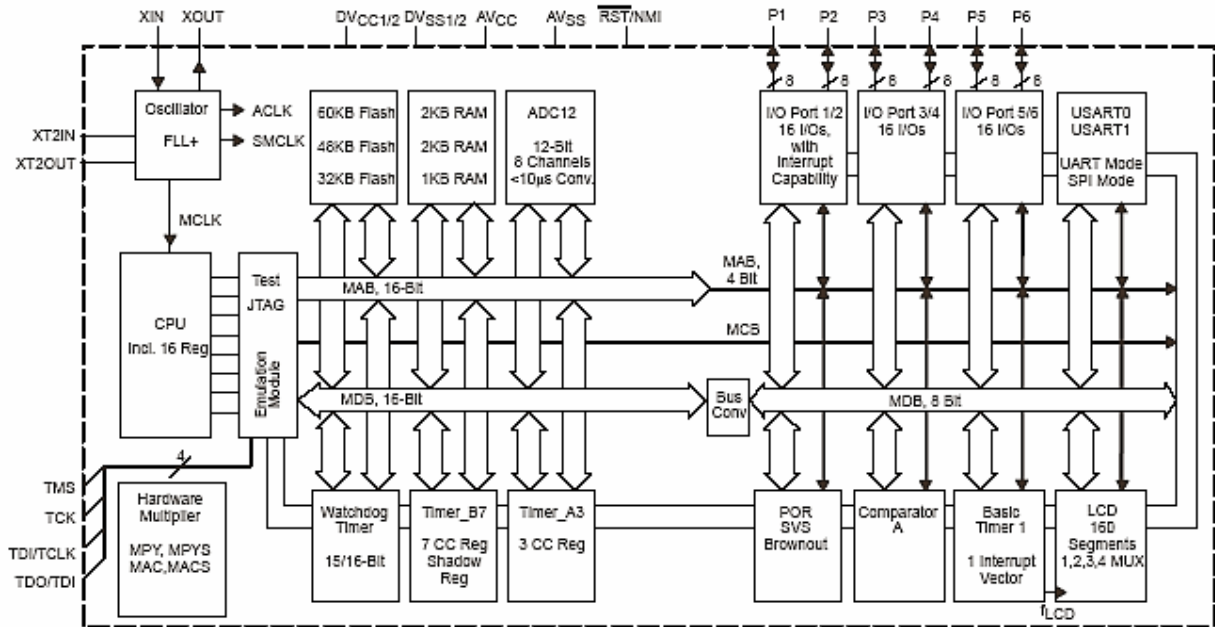 XIN XOUT DVCC1/2 DVSS1/2 AVCC AVSS RST/NMI P1 P2 P3 P4 P5 P6
8 8 8 8 8 8
Oscillator
FLL+
ACLK
SMCLK
XT2IN
XT2OUT
MCLK
60KB Flash
48KB Flash
32KB Flash
2KB RAM
2KB RAM
1KB RAM
ADC12
12-Bit
8 Channels
<10µs Conv.
I/O Port 1/2
16 I/Os,
with
Interrupt
Capability
I/O Port 3/4
16 I/Os
I/O Port 5/6
16 I/Os
USART0
USART1
UART Mode
SPI Mode
CPU
Incl. 16 Reg
Test
JTAG
Emulation
Module
MAB, 16-Bit
MAB,
4 Bit
MCB
MDB, 16-Bit
Bus
Conv
MDB, 8 Bit
4
TMS
TCK
TDI/TCLK
TDO/TDI
Hardware
Multiplier
MPY, MPYS
MAC,MACS
Watchdog
Timer
15/16-Bit
Timer_B7
7 CC Reg
Shadow
Reg
Timer_A3
3 CC Reg
POR
SVS
Brownout
Comparator
A
Basic
Timer 1
1 Interrupt
Vector
LCD
160
Segments
1,2,3,4 MUX
fLCD